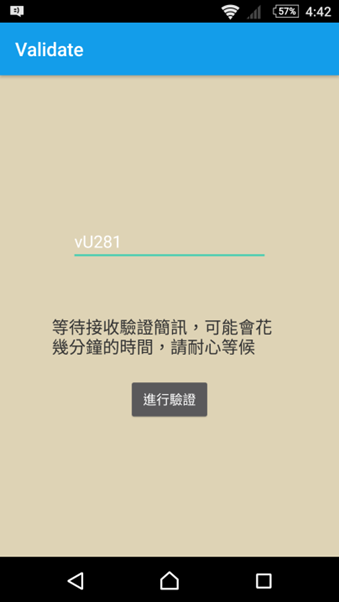 57% 4:42
Validate
vU281
等待接收驗證簡訊，可能會花
幾分鐘的時間，請耐心等候
進行驗證